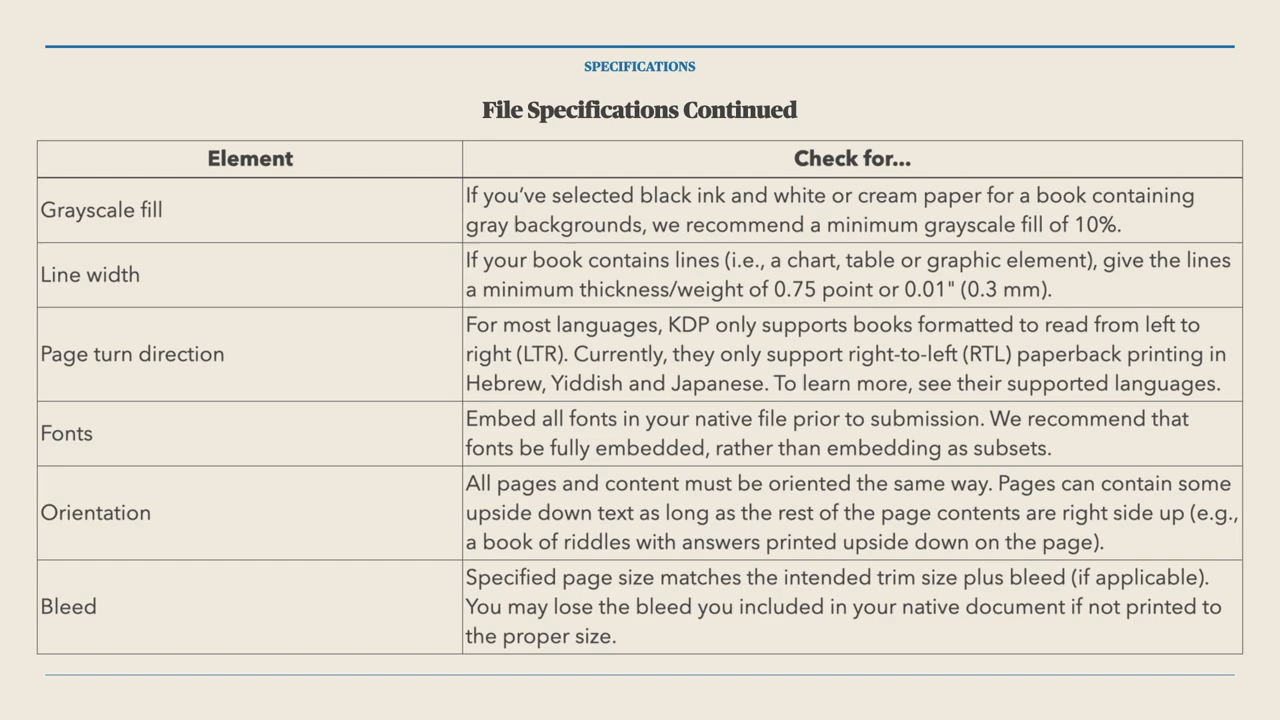 SPECIFICATIONS
File Specifications Continued
Element
Check for...
Grayscale fill
If you’ve selected black ink and white or cream paper for a book containing
gray backgrounds, we recommend a minimum grayscale fill of 10%.
Line width
If your book contains lines (i.e., a chart, table or graphic element), give the lines
a minimum thickness/weight of 0.75 point or 0.01" (0.3 mm).
Page turn direction
For most languages, KDP only supports books formatted to read from left to
right (LTR). Currently, they only support right-to-left (RTL) paperback printing in
Hebrew, Yiddish and Japanese. To learn more, see their supported languages.
Fonts
Embed all fonts in your native file prior to submission. We recommend that
fonts be fully embedded, rather than embedding as subsets.
Orientation
All pages and content must be oriented the same way. Pages can contain some
upside down text as long as the rest of the page contents are right side up (e.g.,
a book of riddles with answers printed upside down on the page).
Bleed
Specified page size matches the intended trim size plus bleed (if applicable).
You may lose the bleed you included in your native document if not printed to
the proper size.